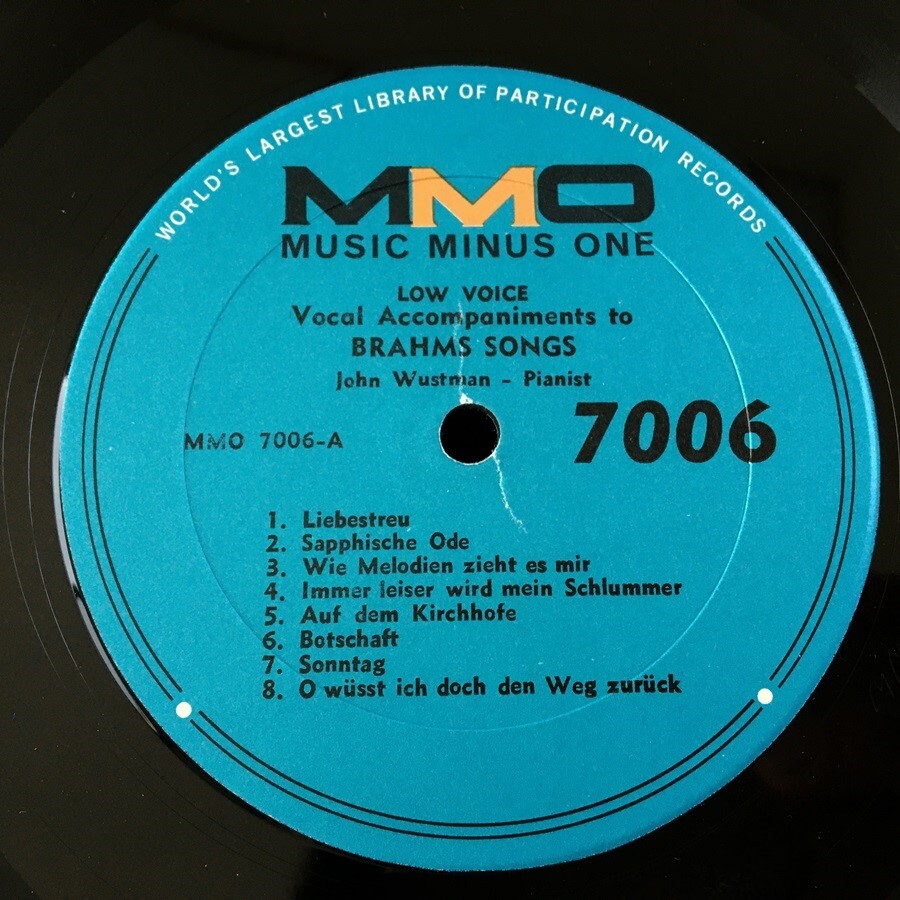 WORLD'S LARGEST LIBRARY OF PARTICIPATION RECORDS
MMO
MUSIC MINUS ONE
LOW VOICE
Vocal Accompaniments to
BRAHMS SONGS
John Wustman - Pianist
MMO 7006-A
7006
1. Liebestreu
2. Sapphische Ode
3. Wie Melodien zieht es mir
4. Immer leiser wird mein Schlummer
5. Auf dem Kirchhofe
6. Botschaft
7. Sonntag
8. O wüsst ich doch den Weg zurück